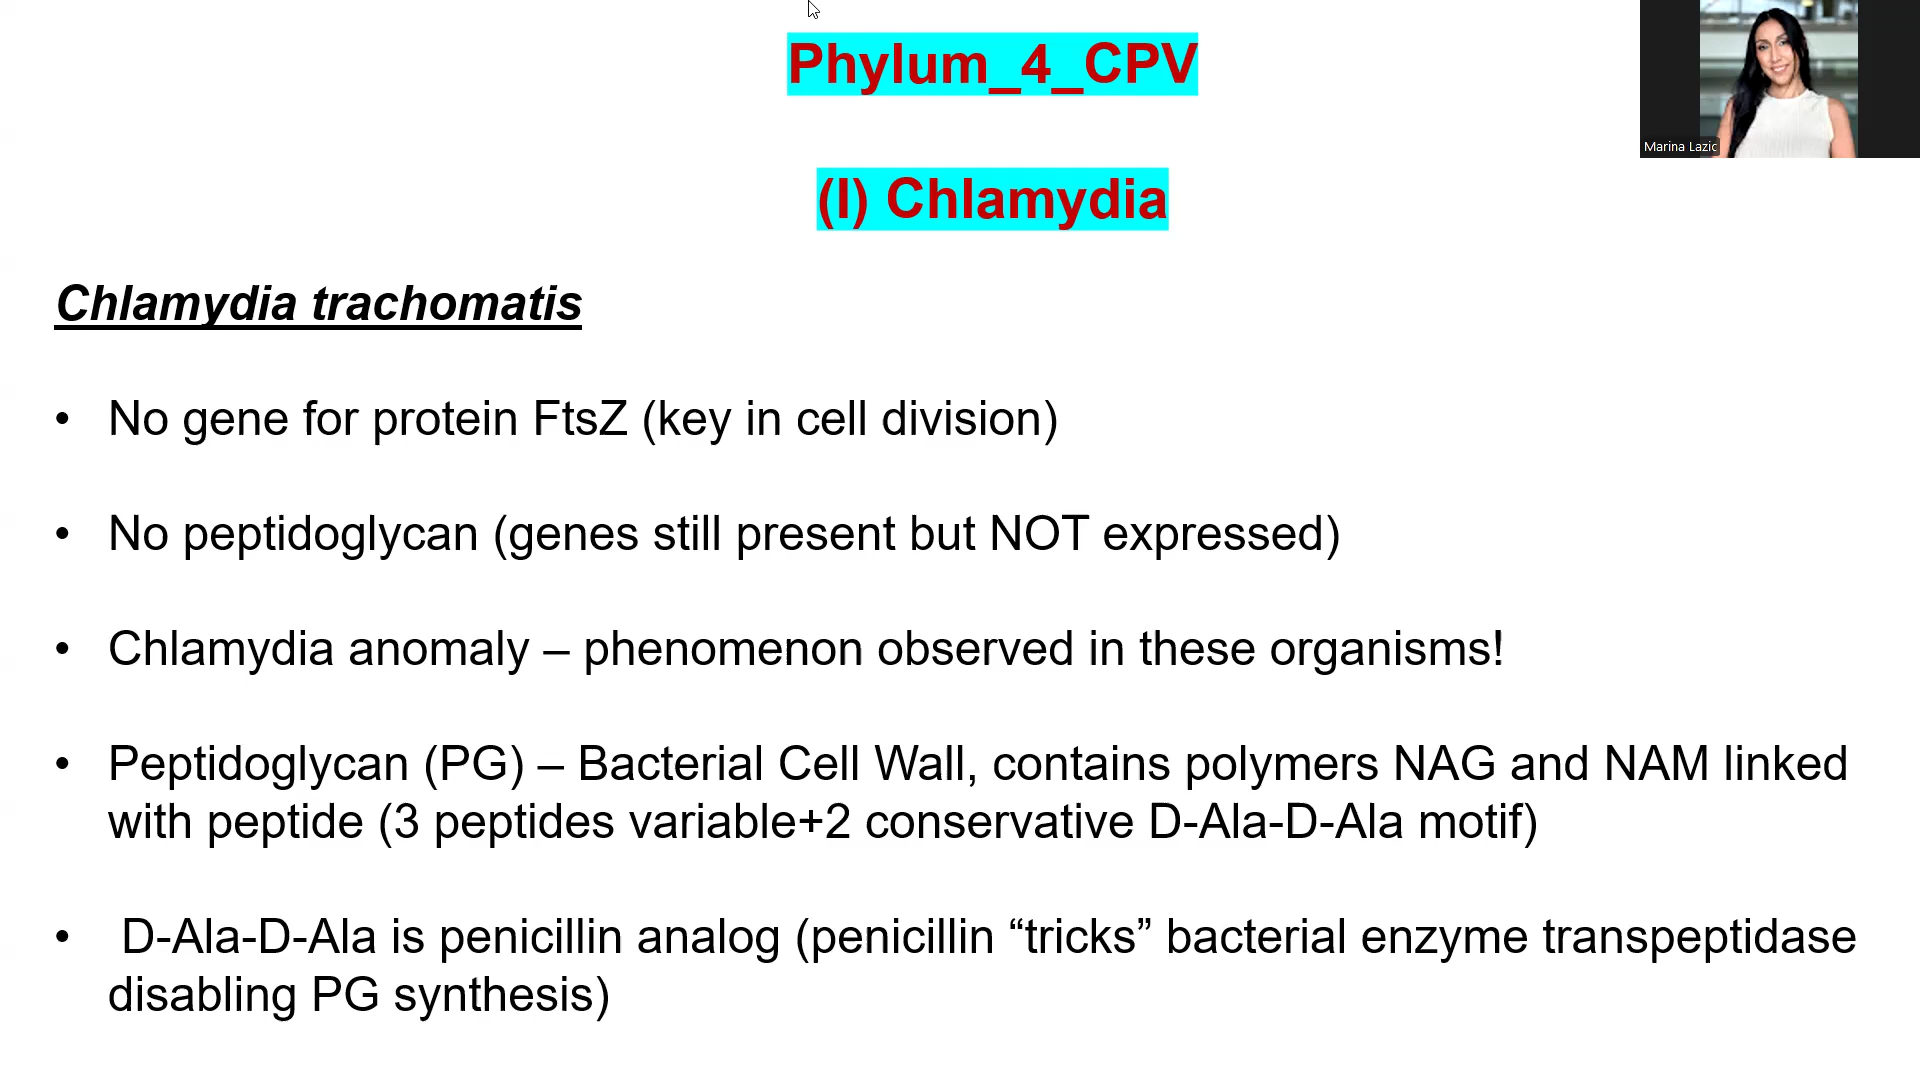 Phylum_4_CPV
Marina Lazic
(I) Chlamydia
Chlamydia trachomatis
• No gene for protein FtsZ (key in cell division)
• No peptidoglycan (genes still present but NOT expressed)
• Chlamydia anomaly – phenomenon observed in these organisms!
• Peptidoglycan (PG) – Bacterial Cell Wall, contains polymers NAG and NAM linked
with peptide (3 peptides variable+2 conservative D-Ala-D-Ala motif)
• D-Ala-D-Ala is penicillin analog (penicillin “tricks” bacterial enzyme transpeptidase
disabling PG synthesis)